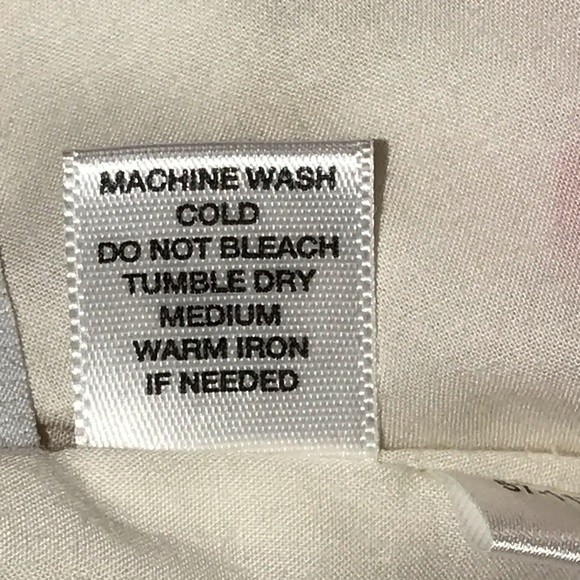 MACHINE WASH
COLD
DO NOT BLEACH
TUMBLE DRY
MEDIUM
WARM IRON
IF NEEDED